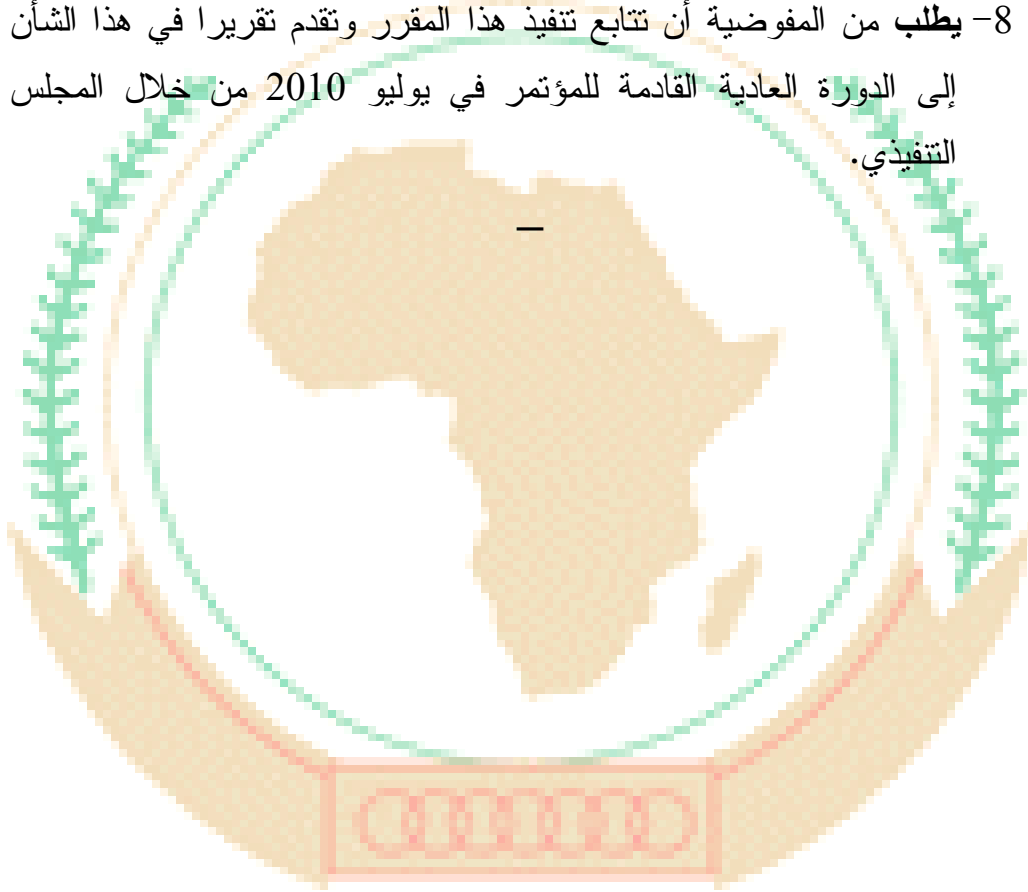 8- يطلب من المفوضية أن تتابع تنفيذ هذا المقرر وتقدم تقريرا في هذا الشأن
إلى الدورة العادية القادمة للمؤتمر في يوليو 2010 من خلال المجلس
التنفيذي.